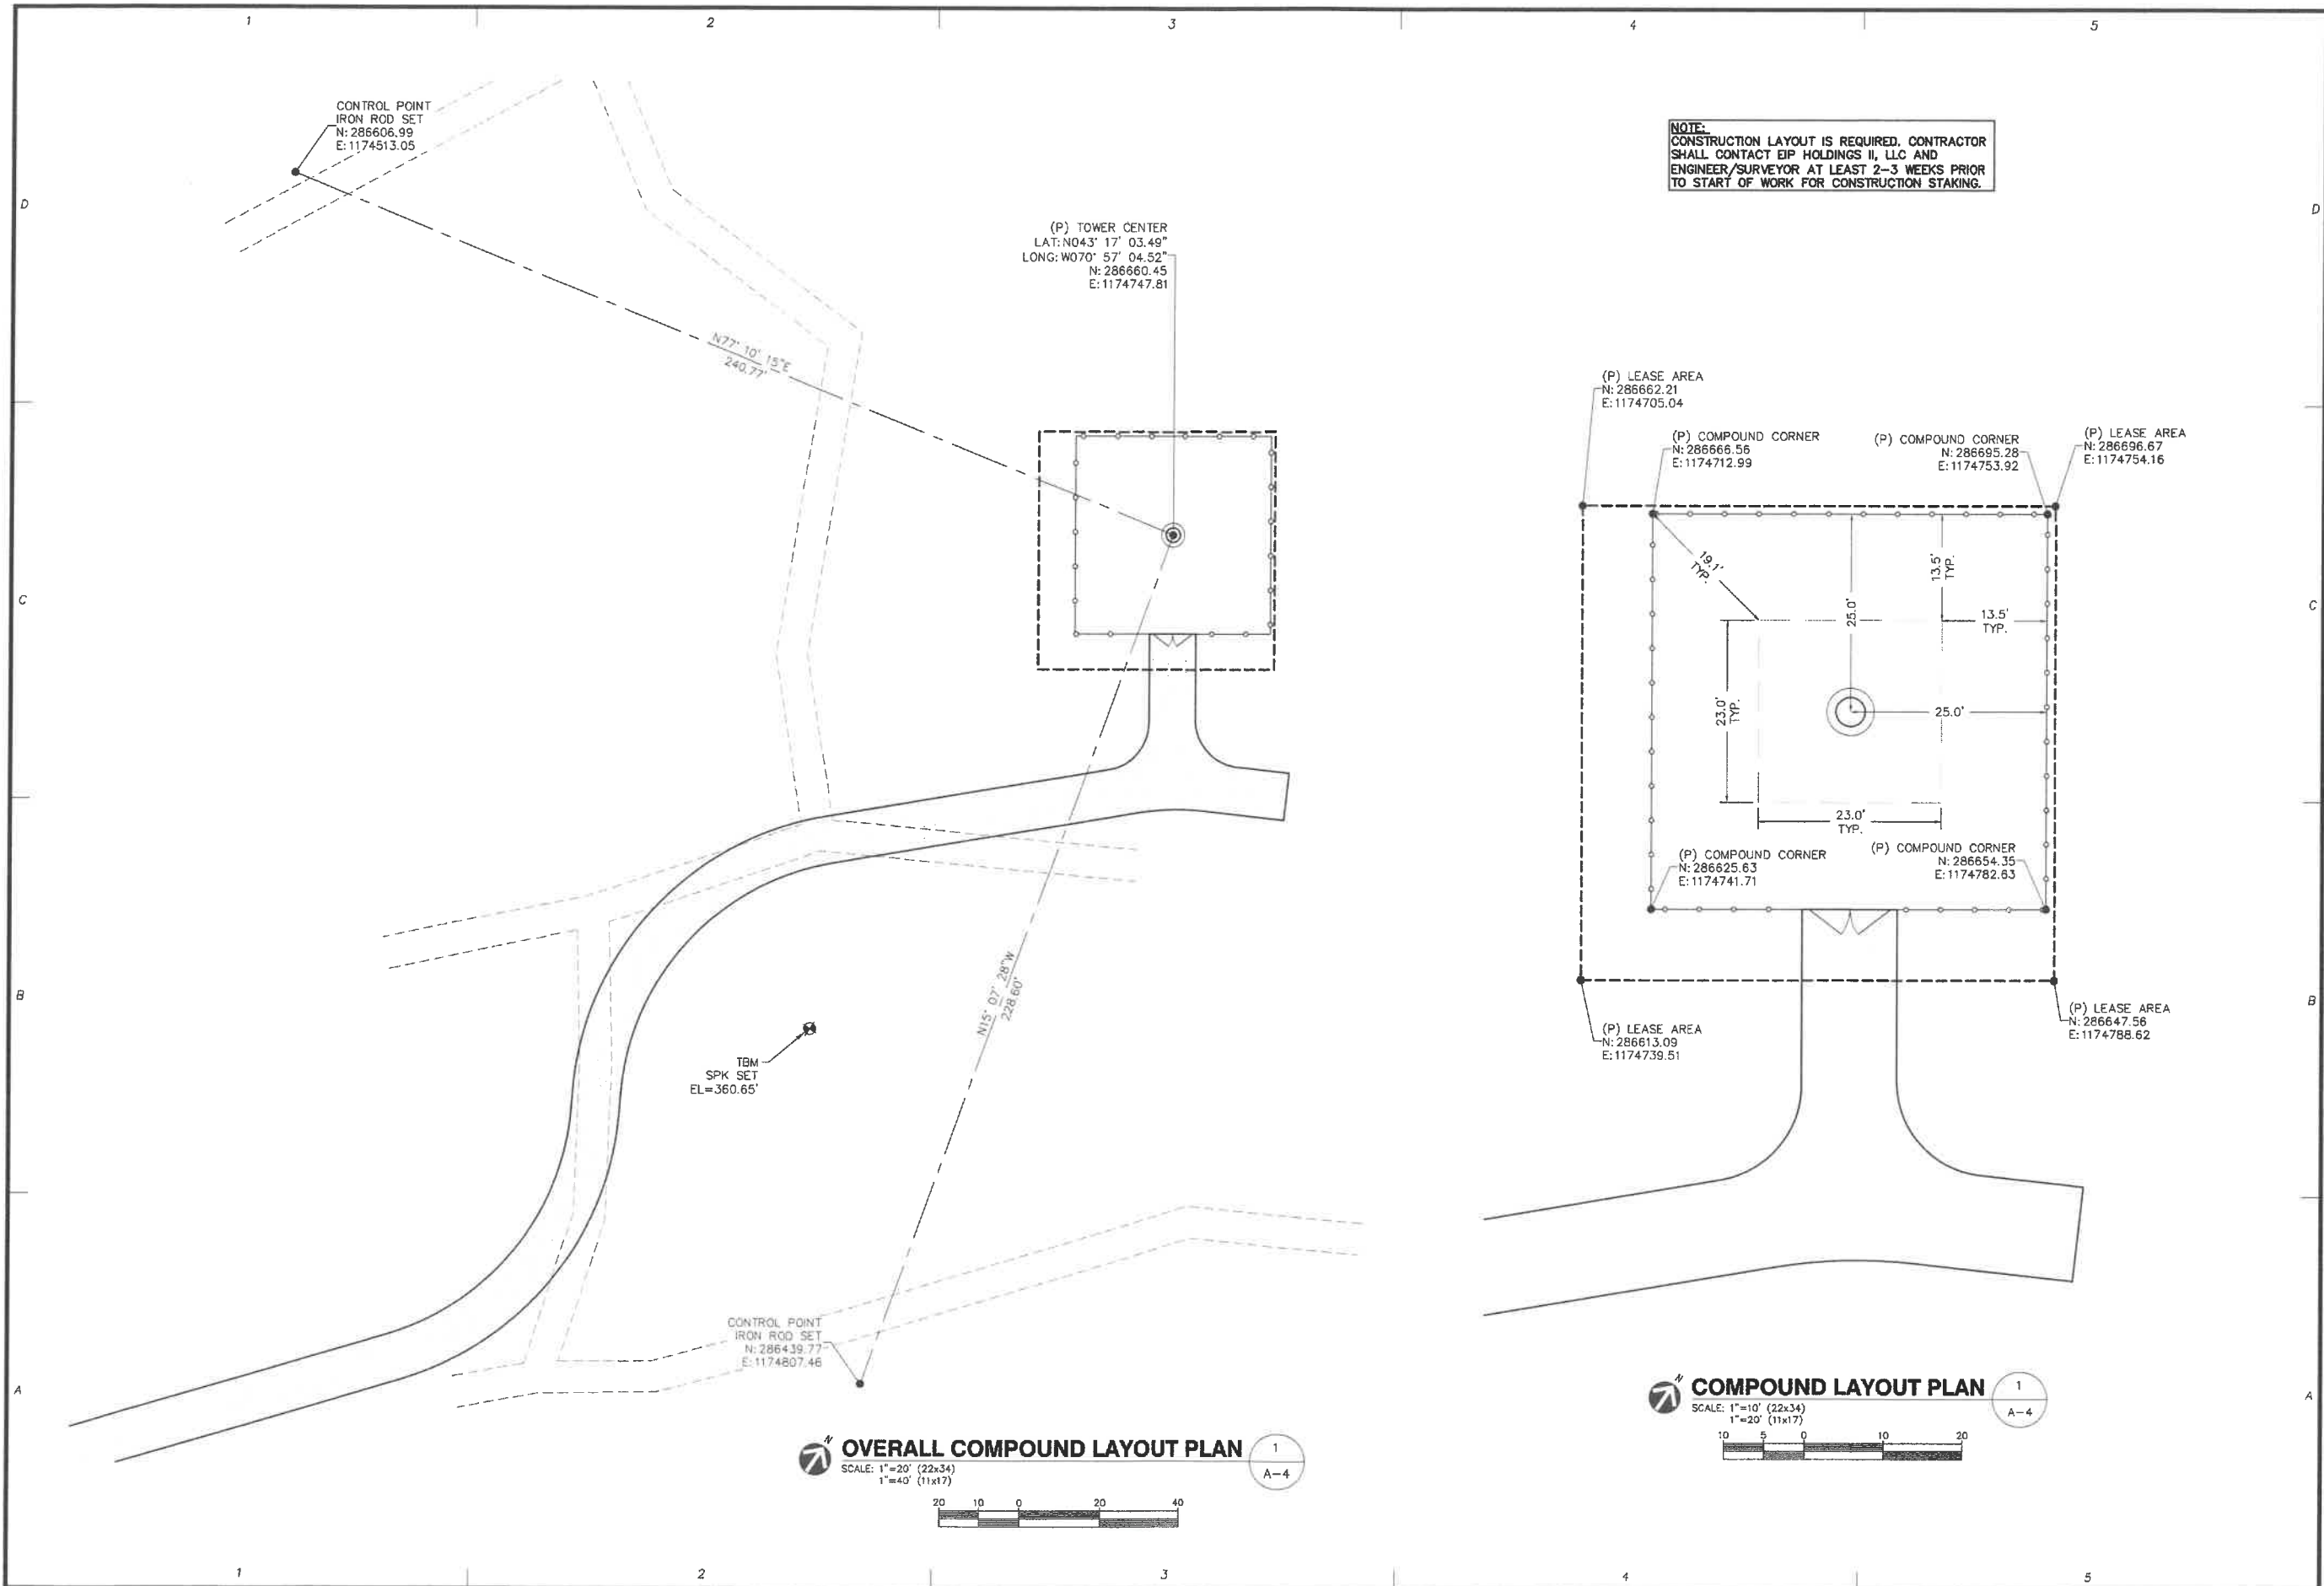 1 2 3 4 5
CONTROL POINT
IRON ROD SET
N: 286606.99
E: 1174513.05
NOTE:
CONSTRUCTION LAYOUT IS REQUIRED. CONTRACTOR
SHALL CONTACT EIP HOLDINGS II, LLC AND
ENGINEER/SURVEYOR AT LEAST 2-3 WEEKS PRIOR
TO START OF WORK FOR CONSTRUCTION STAKING.
D D
(P) TOWER CENTER
LAT: N043° 17' 03.49"
LONG: W070° 57' 04.52"
N: 286660.45
E: 1174747.81
N77° 10' 15"E
240.77'
(P) LEASE AREA
N: 286662.21
E: 1174705.04
(P) COMPOUND CORNER
N: 286666.56
E: 1174712.99
(P) COMPOUND CORNER
N: 286695.28
E: 1174753.92
(P) LEASE AREA
N: 286696.67
E: 1174754.16
C C
19.1'
TYP.
25.0'
13.5'
TYP.
13.5'
TYP.
23.0'
TYP.
25.0'
23.0'
TYP.
(P) COMPOUND CORNER
N: 286625.63
E: 1174741.71
(P) COMPOUND CORNER
N: 286654.35
E: 1174782.63
B B
N15° 07' 28"W
228.60'
TBM
SPK SET
EL=360.65'
(P) LEASE AREA
N: 286613.09
E: 1174739.51
(P) LEASE AREA
N: 286647.56
E: 1174788.62
CONTROL POINT
IRON ROD SET
N: 286439.77
E: 1174807.46
A A
N
OVERALL COMPOUND LAYOUT PLAN
SCALE: 1"=20' (22x34)
1"=40' (11x17)
1
A-4
20 10 0 20 40
N
COMPOUND LAYOUT PLAN
SCALE: 1"=10' (22x34)
1"=20' (11x17)
1
A-4
10 5 0 10 20
1 2 3 4 5